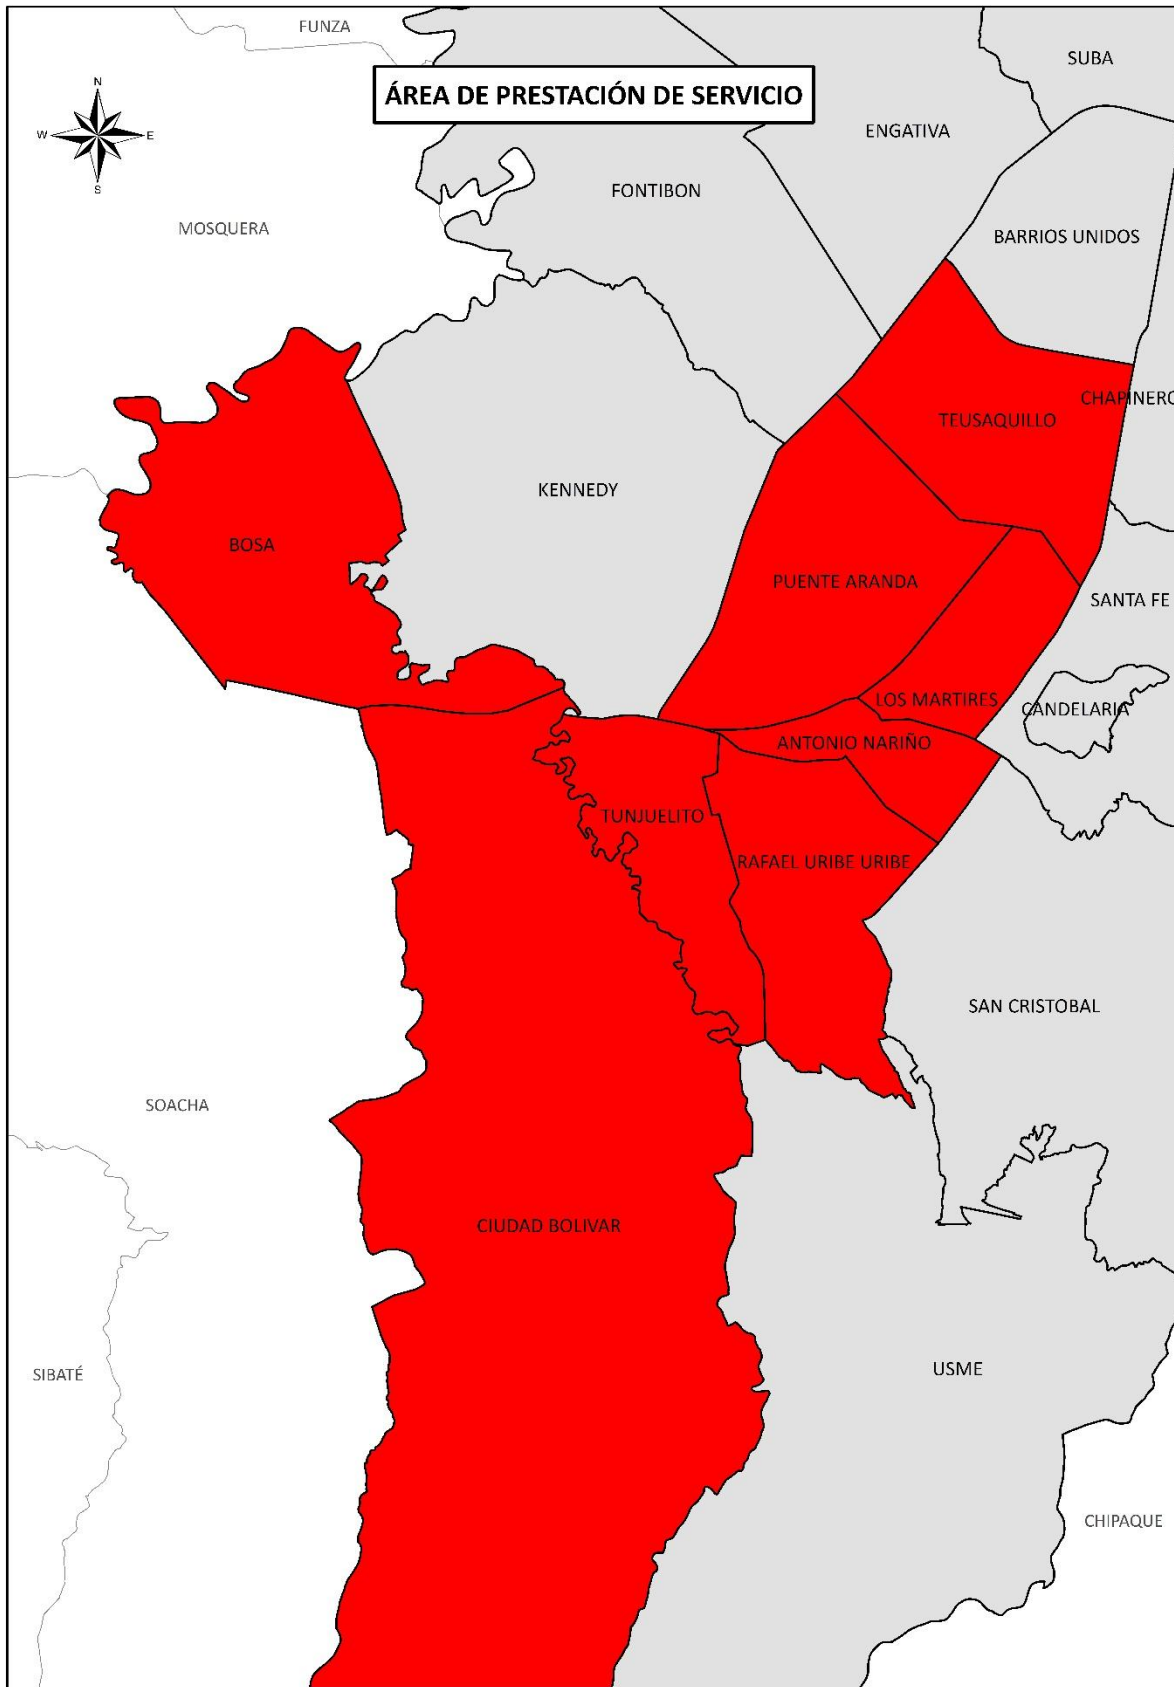 FUNZA
SUBA
N
ÁREA DE PRESTACIÓN DE SERVICIO
W
E
S
ENGATIVA
FONTIBON
MOSQUERA
BARRIOS UNIDOS
CHAPINERO
TEUSAQUILLO
KENNEDY
BOSA
PUENTE ARANDA
SANTA FE
LOS MARTIRES
CANDELARIA
ANTONIO NARIÑO
TUNJUELITO
RAFAEL URIBE URIBE
SAN CRISTOBAL
SOACHA
CIUDAD BOLIVAR
SIBATÉ
USME
CHIPAQUE